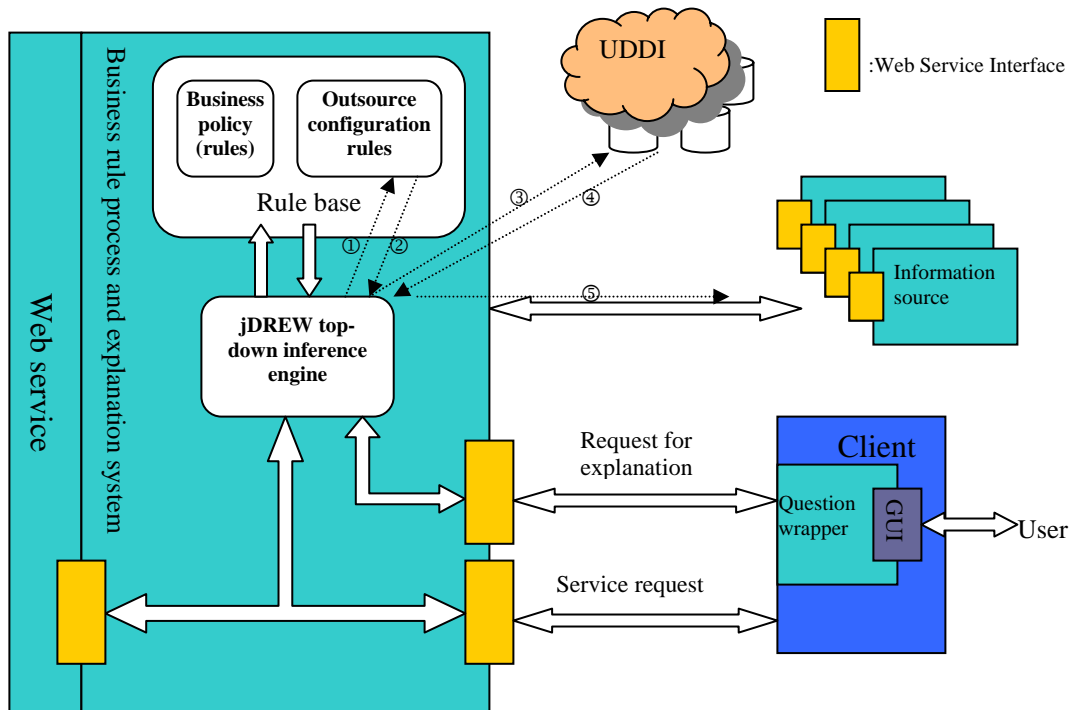 Web service
Business rule process and explanation system
Business
policy
(rules)
Outsource
configuration
rules
Rule base
①
②
③
④
⑤
jDREW top-
down inference
engine
UDDI
:Web Service Interface
Information
source
Request for
explanation
Service request
Client
Question
wrapper
GUI
User